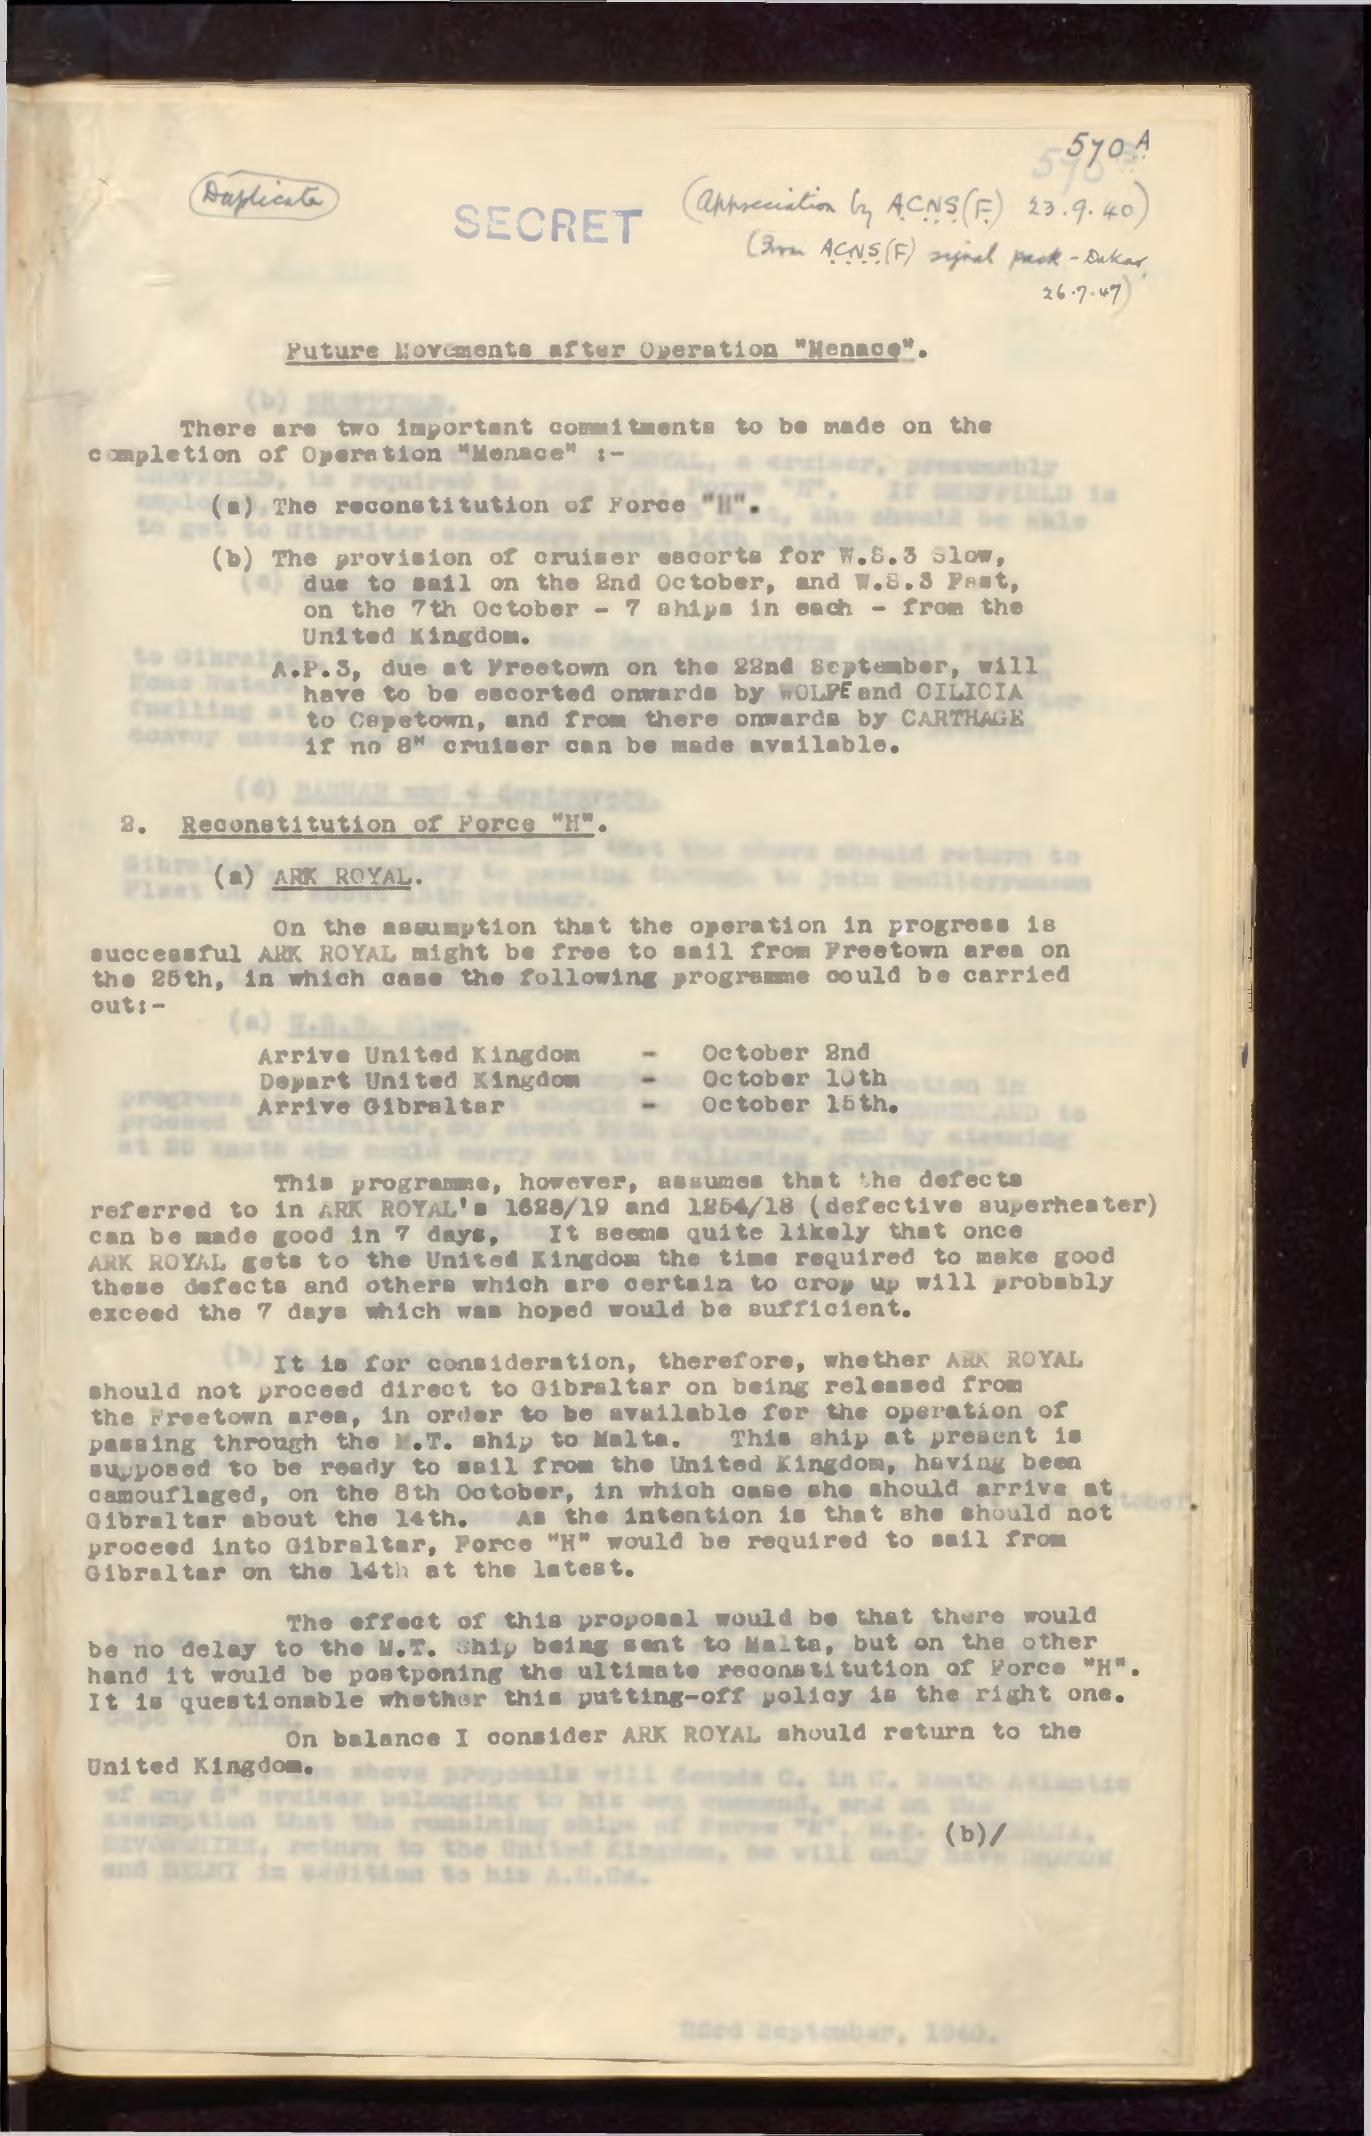 570 A
Duplicate
SECRET
(Appreciation by ACNS(F) 23.9.40)
(From ACNS(F) signal pack - Dakar
26.7.47)
Future Movements after Operation "Menace".
There are two important commitments to be made on the
completion of Operation "Menace" :-
(a) The reconstitution of Force "H".
(b) The provision of cruiser escorts for W.S.3 Slow,
due to sail on the 2nd October, and W.S.3 Fast,
on the 7th October - 7 ships in each - from the
United Kingdom.
A.P.3, due at Freetown on the 22nd September, will
have to be escorted onwards by WOLFE and CILICIA
to Capetown, and from there onwards by CARTHAGE
if no 8" cruiser can be made available.
2. Reconstitution of Force "H".
(a) ARK ROYAL.
On the assumption that the operation in progress is
successful ARK ROYAL might be free to sail from Freetown area on
the 25th, in which case the following programme could be carried
out:-
Arrive United Kingdom - October 2nd
Depart United Kingdom - October 10th
Arrive Gibraltar - October 15th.
This programme, however, assumes that the defects
referred to in ARK ROYAL's 1628/19 and 1254/18 (defective superheater)
can be made good in 7 days, It seems quite likely that once
ARK ROYAL gets to the United Kingdom the time required to make good
these defects and others which are certain to crop up will probably
exceed the 7 days which was hoped would be sufficient.
It is for consideration, therefore, whether ARK ROYAL
should not proceed direct to Gibraltar on being released from
the Freetown area, in order to be available for the operation of
passing through the M.T. ship to Malta. This ship at present is
supposed to be ready to sail from the United Kingdom, having been
camouflaged, on the 8th October, in which case she should arrive at
Gibraltar about the 14th. As the intention is that she should not
proceed into Gibraltar, Force "H" would be required to sail from
Gibraltar on the 14th at the latest.
The effect of this proposal would be that there would
be no delay to the M.T. Ship being sent to Malta, but on the other
hand it would be postponing the ultimate reconstitution of Force "H".
It is questionable whether this putting-off policy is the right one.
On balance I consider ARK ROYAL should return to the
United Kingdom.
(b)/